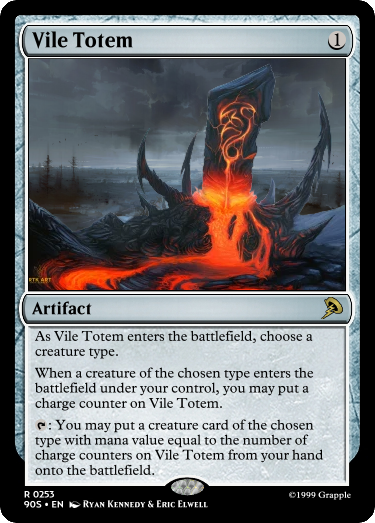 Vile Totem 1
RTK ART
Artifact
As Vile Totem enters the battlefield, choose a
creature type.
When a creature of the chosen type enters the
battlefield under your control, you may put a
charge counter on Vile Totem.
: You may put a creature card of the chosen
type with mana value equal to the number of
charge counters on Vile Totem from your hand
onto the battlefield.
R 0253
90S • EN Ryan Kennedy & Eric Elwell
©1999 Grapple